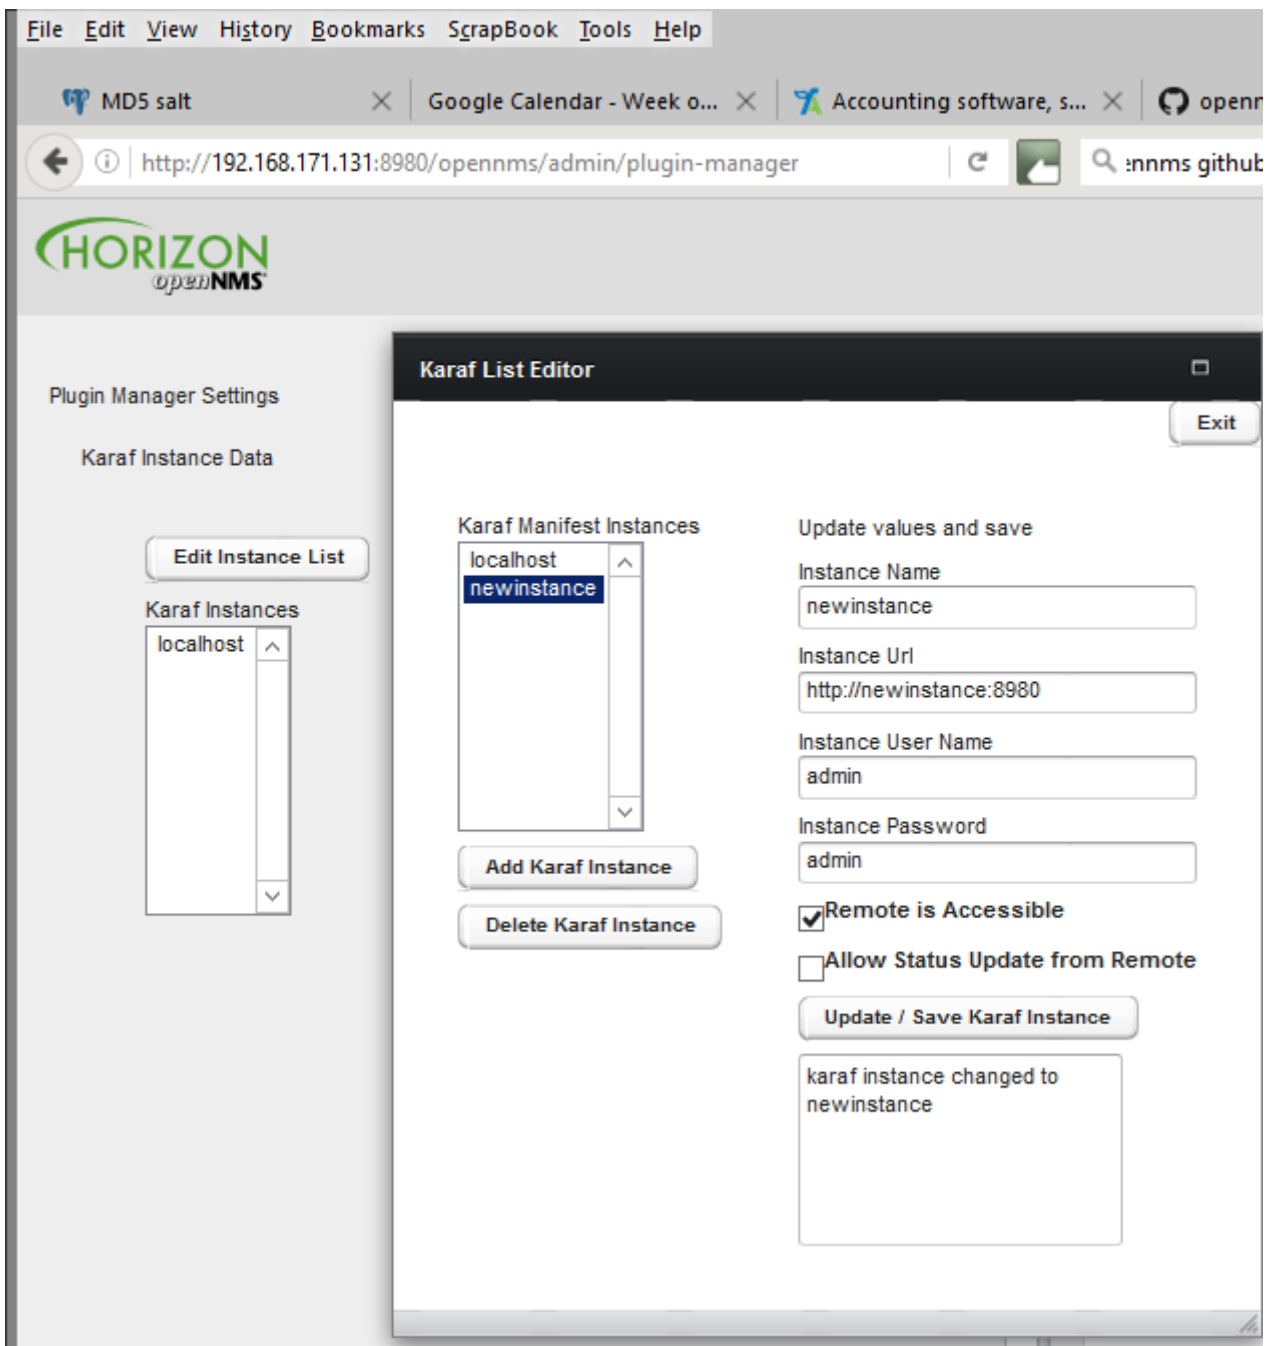 File Edit View History Bookmarks ScrapBook Tools Help
MD5 salt Google Calendar - Week o... Accounting software, s... openn
http://192.168.171.131:8980/opennms/admin/plugin-manager ennms github
HORIZON
openNMS
Karaf List Editor
Exit
Plugin Manager Settings
Karaf Instance Data
Edit Instance List
Karaf Instances
localhost
Karaf Manifest Instances
localhost
newinstance
Add Karaf Instance
Delete Karaf Instance
Update values and save
Instance Name
newinstance
Instance Url
http://newinstance:8980
Instance User Name
admin
Instance Password
admin
Remote is Accessible
Allow Status Update from Remote
Update / Save Karaf Instance
karaf instance changed to
newinstance